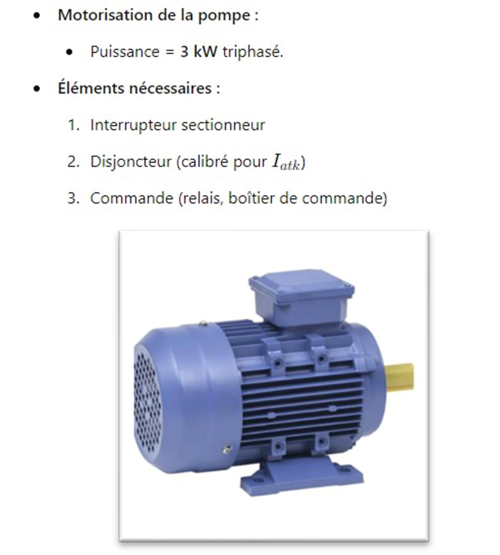 • Motorisation de la pompe :
• Puissance = 3 kW triphasé.
• Éléments nécessaires :
1. Interrupteur sectionneur
2. Disjoncteur (calibré pour I_{atk})
3. Commande (relais, boîtier de commande)